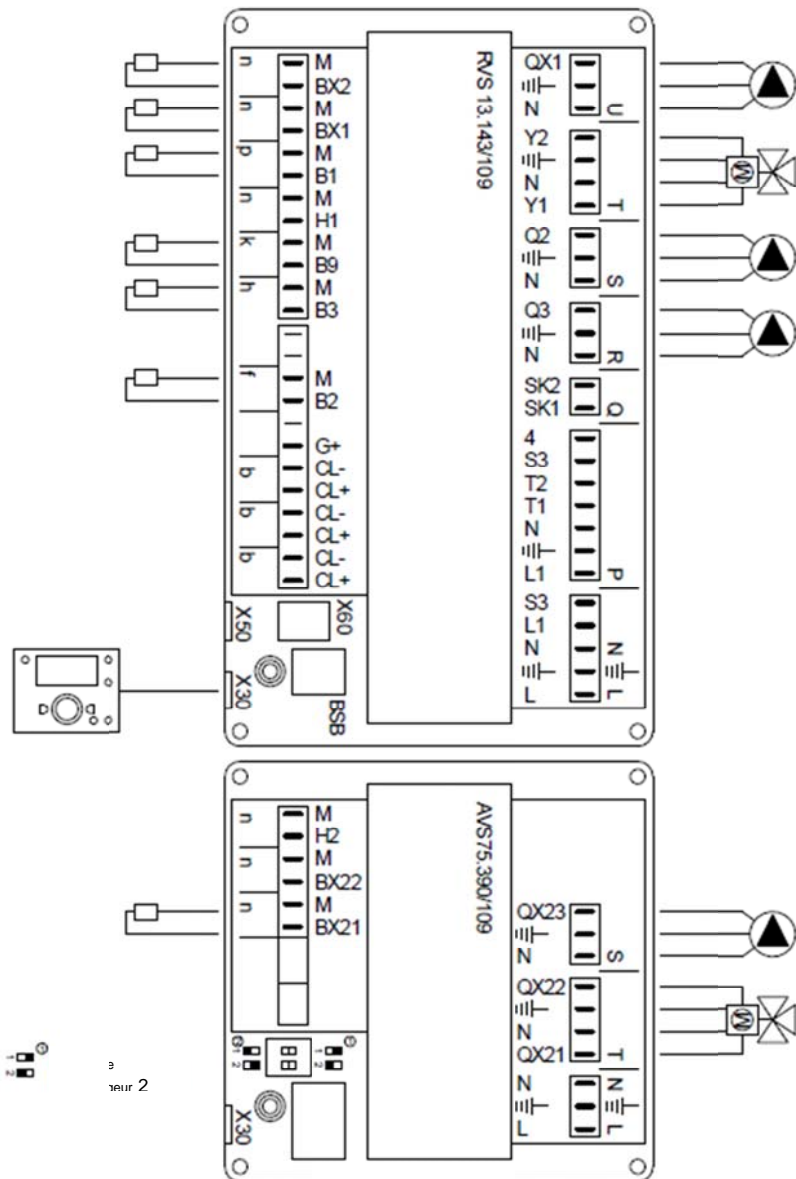 RVS 13.143/109
n
M
BX2
n
M
BX1
p
M
B1
n
M
H1
k
M
B9
h
M
B3
f
M
B2
G+
b
CL-
CL+
b
CL-
CL+
b
CL-
CL+
X60
X50
X30
BSB
QX1
N
U
Y2
N
Y1
T
Q2
N
S
Q3
N
R
SK2
SK1
Q
4
S3
T2
T1
N
L1
P
S3
L1
N
L
N
L
M
AVS75.390/109
n
M
H2
n
M
BX22
n
M
BX21
1
2
1
2
X30
QX23
N
S
QX22
N
QX21
T
N
L
N
L
M
1
2
e
neur 2